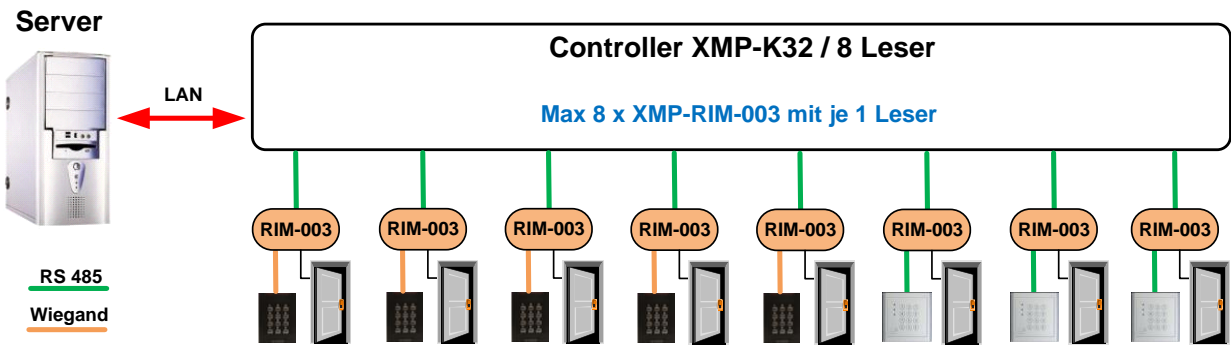 Server
LAN
Controller XMP-K32 / 8 Leser
Max 8 x XMP-RIM-003 mit je 1 Leser
RIM-003 RIM-003 RIM-003 RIM-003 RIM-003 RIM-003 RIM-003 RIM-003
RS 485
Wiegand